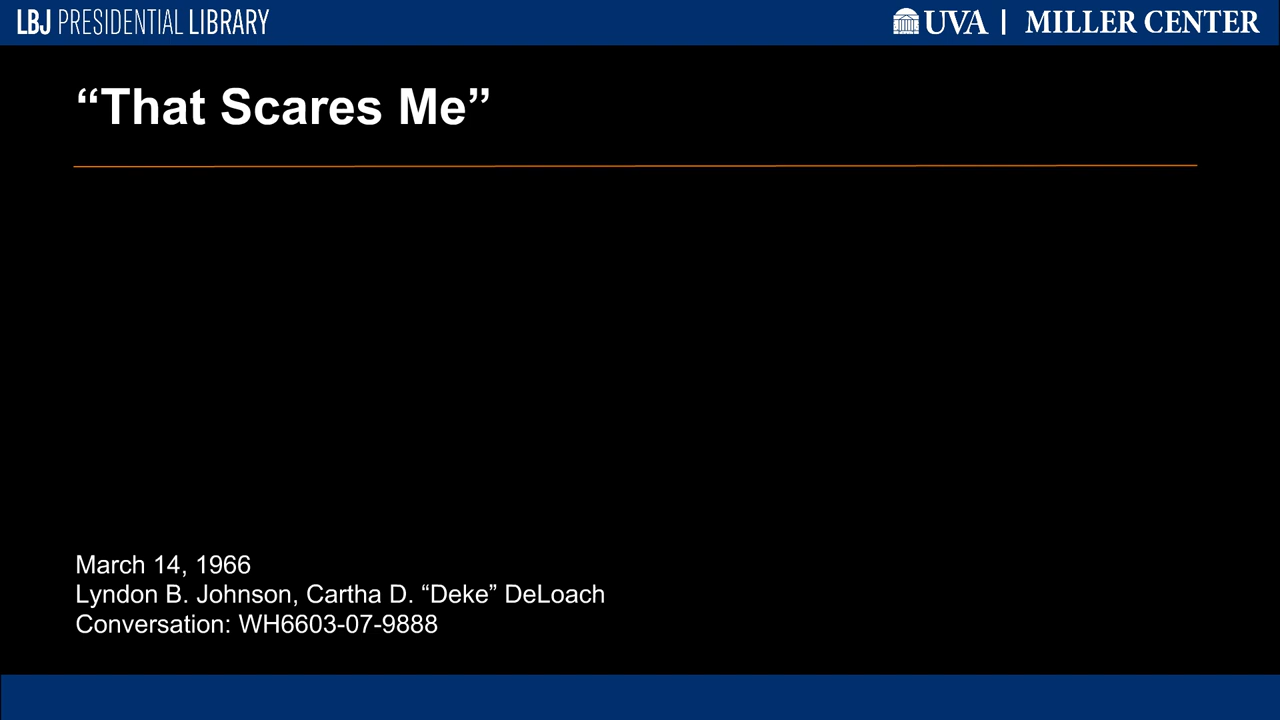 LBJ PRESIDENTIAL LIBRARY
UVA | MILLER CENTER
“That Scares Me”
March 14, 1966
Lyndon B. Johnson, Cartha D. “Deke” DeLoach
Conversation: WH6603-07-9888